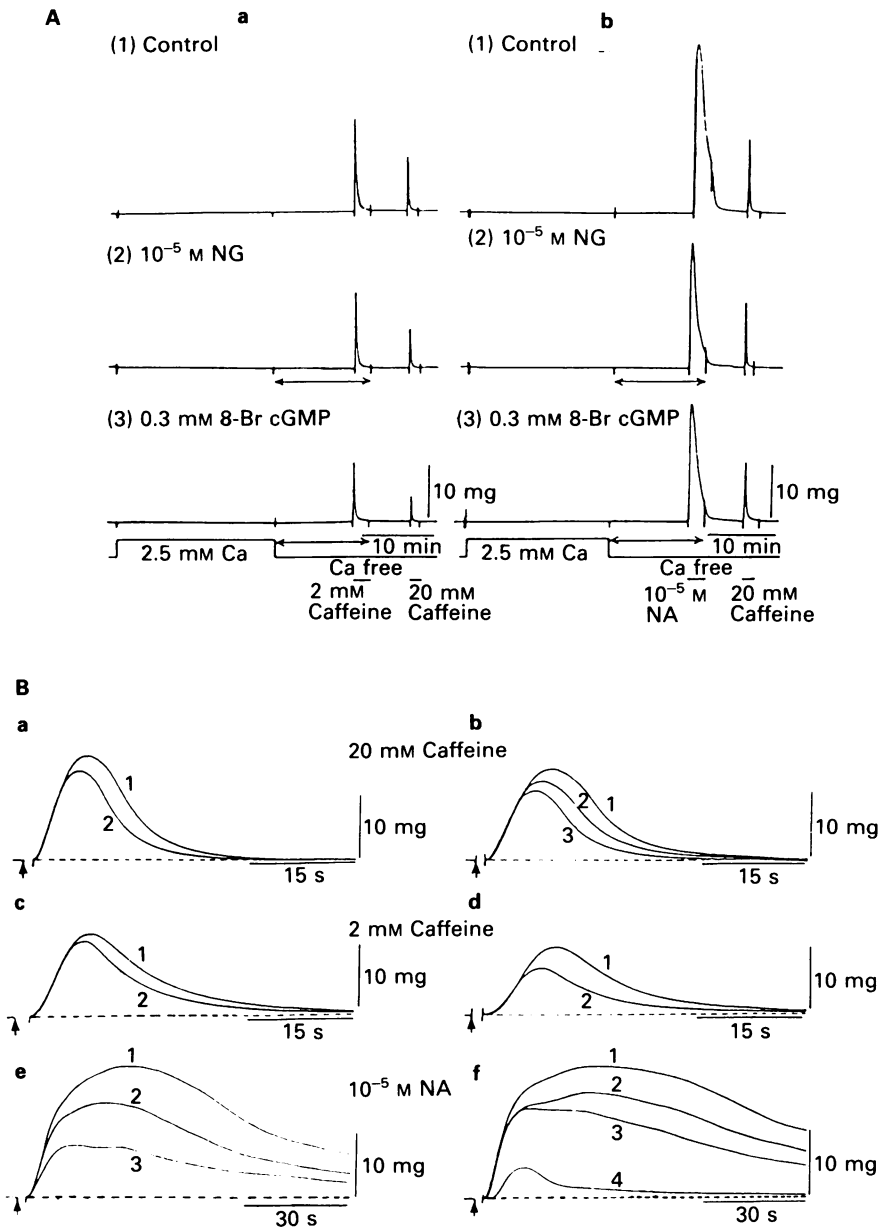 A
a
b
(1) Control
(1) Control
(2) 10⁻⁵ M NG
(2) 10⁻⁵ M NG
(3) 0.3 mM 8-Br cGMP
(3) 0.3 mM 8-Br cGMP
10 mg
10 mg
2.5 mM Ca
10 min
2.5 mM Ca
10 min
Ca free
Ca free
2 mM
Caffeine
20 mM
Caffeine
10⁻⁵ M
NA
20 mM
Caffeine
B
a
b
20 mM Caffeine
1
2
10 mg
15 s
1
2
3
10 mg
15 s
c
d
2 mM Caffeine
1
2
10 mg
15 s
1
2
10 mg
15 s
e
f
10⁻⁵ M NA
1
2
3
10 mg
30 s
1
2
3
4
10 mg
30 s